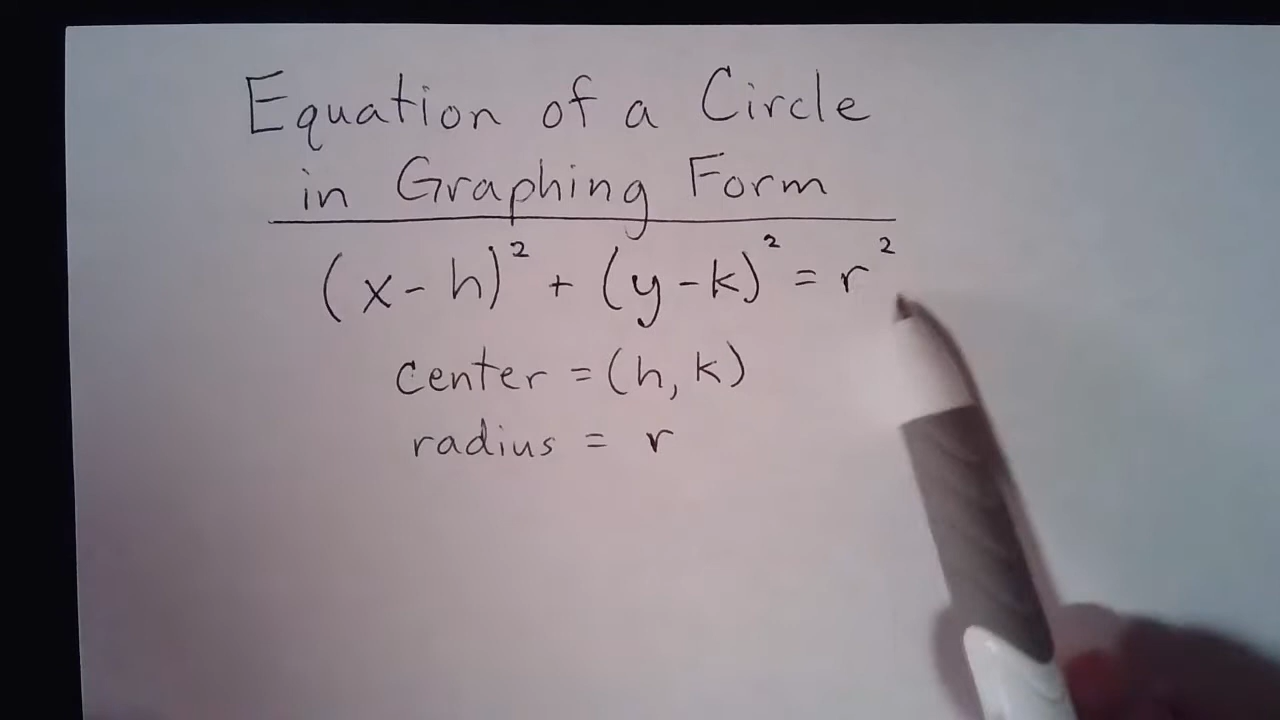 Equation of a Circle
in Graphing Form
(x-h)² + (y-k)² = r²
center = (h, k)
radius = r